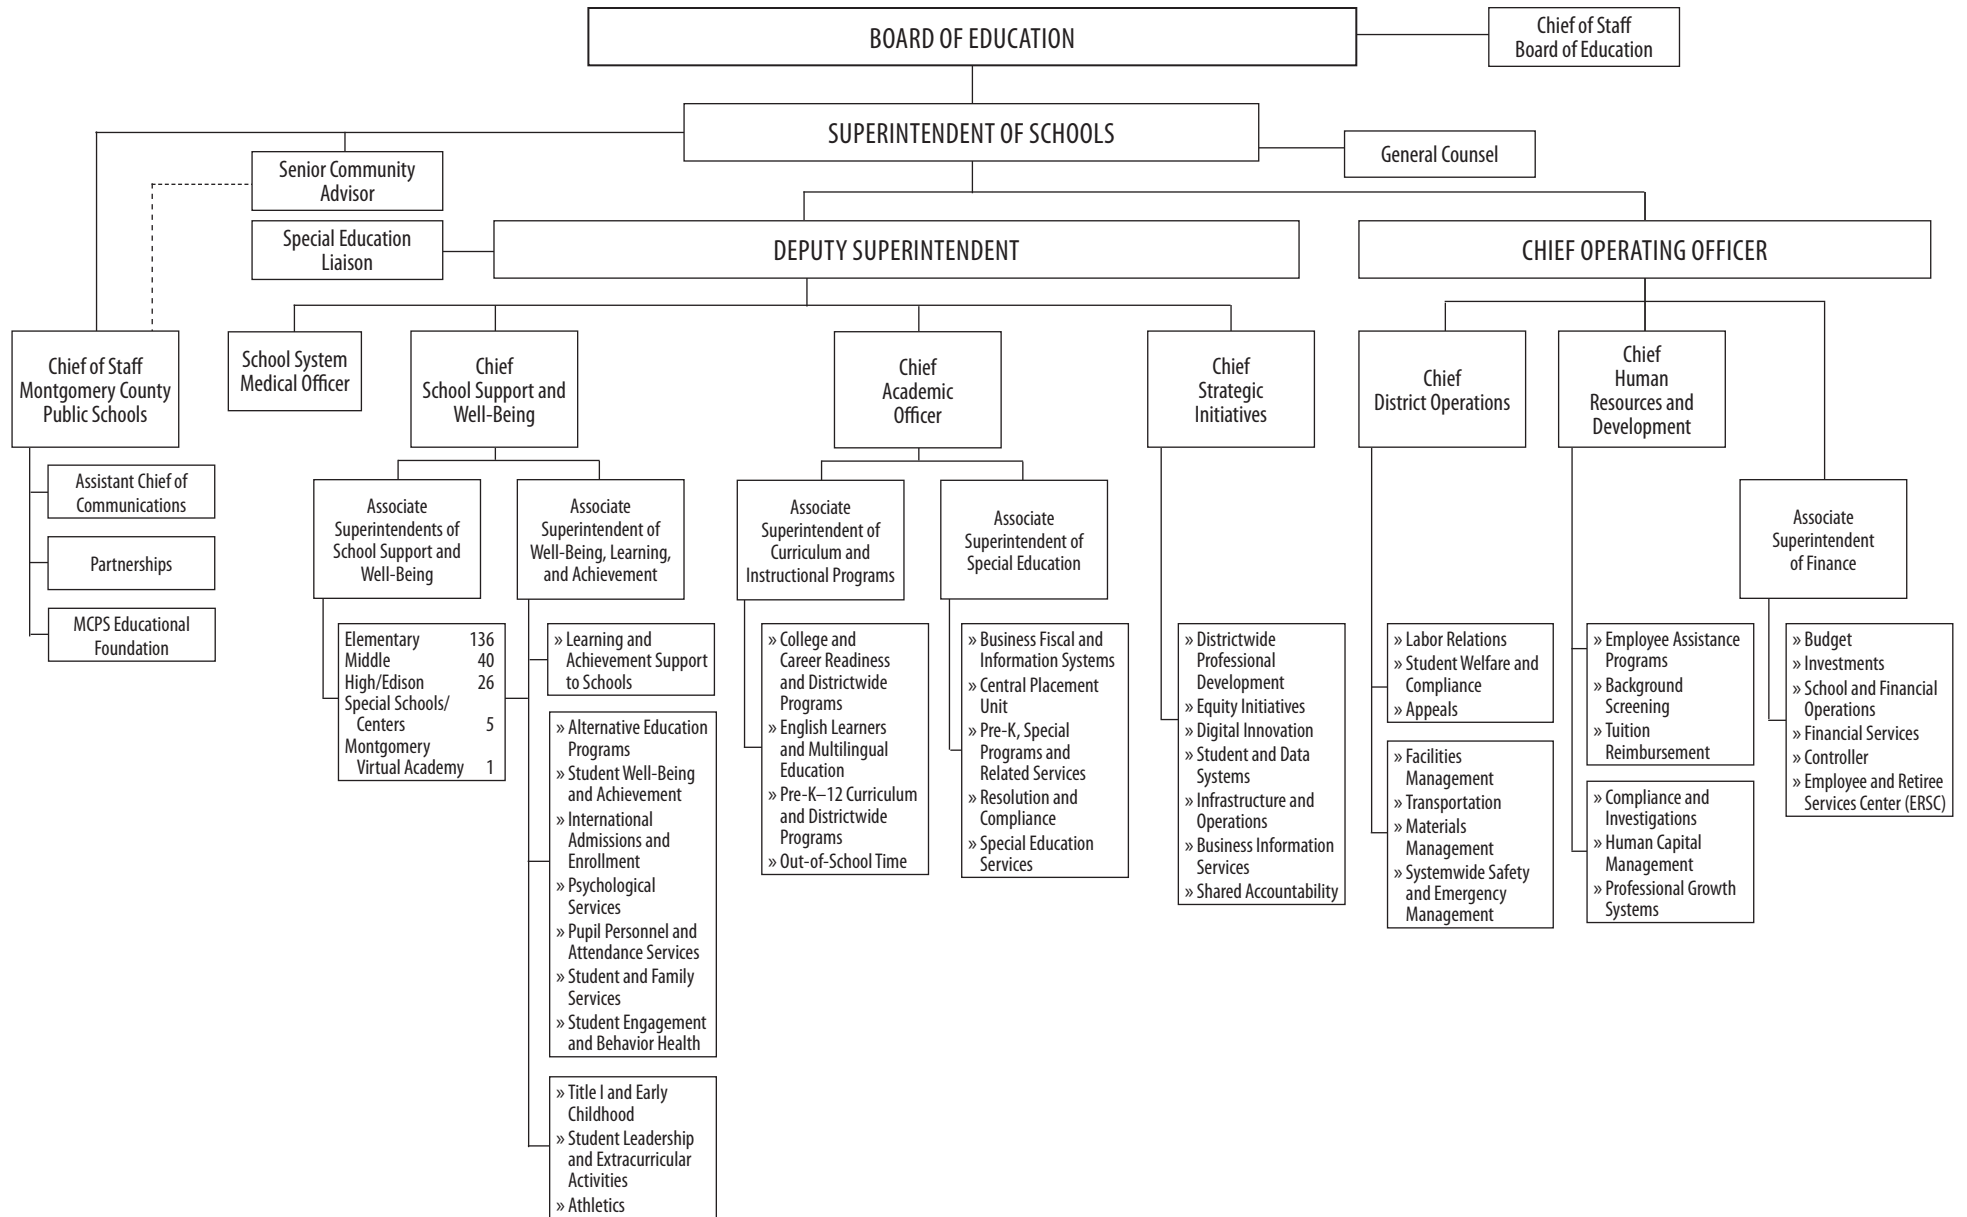 BOARD OF EDUCATION
Chief of Staff
Board of Education
SUPERINTENDENT OF SCHOOLS
General Counsel
Senior Community
Advisor
Special Education
Liaison
DEPUTY SUPERINTENDENT
CHIEF OPERATING OFFICER
Chief of Staff
Montgomery County
Public Schools
School System
Medical Officer
Chief
School Support and
Well-Being
Chief
Academic
Officer
Chief
Strategic
Initiatives
Chief
District Operations
Chief
Human
Resources and
Development
Assistant Chief of
Communications
Partnerships
MCPS Educational
Foundation
Associate
Superintendents of
School Support and
Well-Being
Associate
Superintendent of
Well-Being, Learning,
and Achievement
Associate
Superintendent of
Curriculum and
Instructional Programs
Associate
Superintendent of
Special Education
Associate
Superintendent
of Finance
Elementary 136
Middle 40
High/Edison 26
Special Schools/
Centers 5
Montgomery
Virtual Academy 1
» Learning and
Achievement Support
to Schools
» Alternative Education
Programs
» Student Well-Being
and Achievement
» International
Admissions and
Enrollment
» Psychological
Services
» Pupil Personnel and
Attendance Services
» Student and Family
Services
» Student Engagement
and Behavior Health
» Title I and Early
Childhood
» Student Leadership
and Extracurricular
Activities
» Athletics
» College and
Career Readiness
and Districtwide
Programs
» English Learners
and Multilingual
Education
» Pre-K–12 Curriculum
and Districtwide
Programs
» Out-of-School Time
» Business Fiscal and
Information Systems
» Central Placement
Unit
» Pre-K, Special
Programs and
Related Services
» Resolution and
Compliance
» Special Education
Services
» Districtwide
Professional
Development
» Equity Initiatives
» Digital Innovation
» Student and Data
Systems
» Infrastructure and
Operations
» Business Information
Services
» Shared Accountability
» Labor Relations
» Student Welfare and
Compliance
» Appeals
» Facilities
Management
» Transportation
» Materials
Management
» Systemwide Safety
and Emergency
Management
» Employee Assistance
Programs
» Background
Screening
» Tuition
Reimbursement
» Compliance and
Investigations
» Human Capital
Management
» Professional Growth
Systems
» Budget
» Investments
» School and Financial
Operations
» Financial Services
» Controller
» Employee and Retiree
Services Center (ERSC)